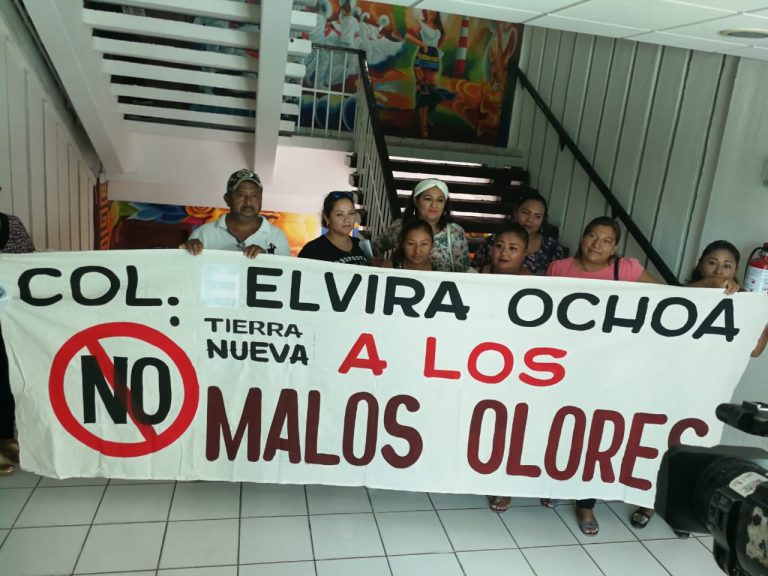 COL: ELVIRA OCHOA
TIERRA
NUEVA
NO
A LOS
MALOS OLORES